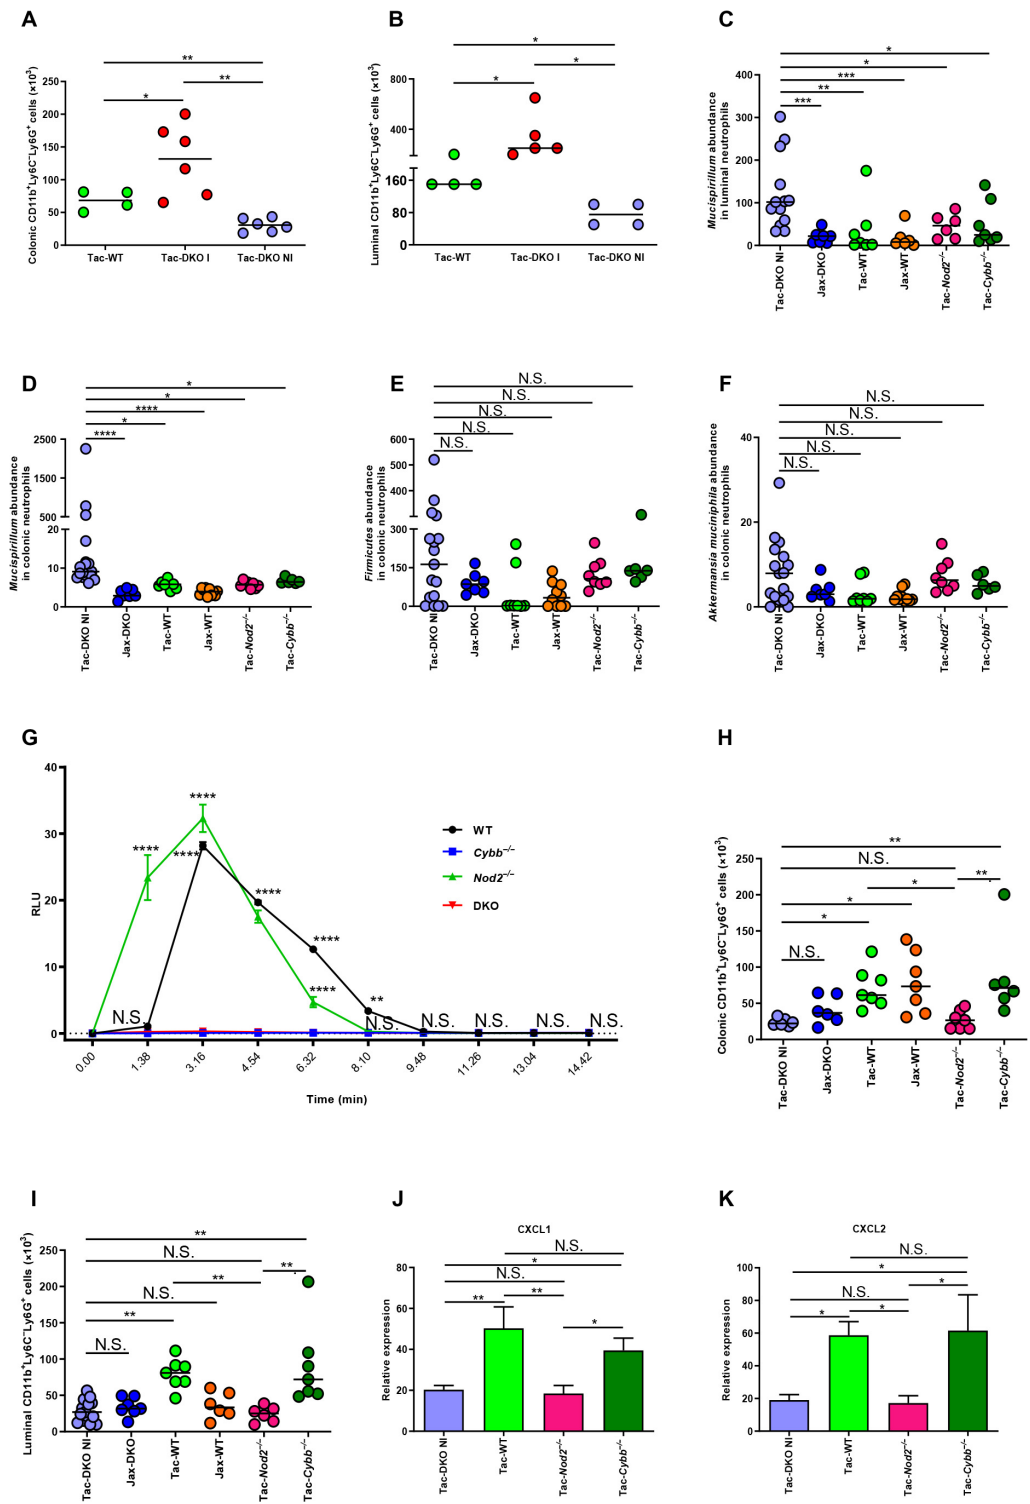 A
Colonic CD11b⁺Ly6C⁻Ly6G⁺ cells (×10³)
**
**
*
250
200
150
100
50
0
Tac-WT
Tac-DKO I
Tac-DKO NI
B
Luminal CD11b⁺Ly6C⁻Ly6G⁺ cells (×10³)
*
*
*
800
400
160
80
0
Tac-WT
Tac-DKO I
Tac-DKO NI
C
Mucispirillum abundance
in luminal neutrophils
*
*
***
**
***
400
300
200
100
0
Tac-DKO NI
Jax-DKO
Tac-WT
Jax-WT
Tac-Nod2⁻/⁻
Tac-Cybb⁻/⁻
D
Mucispirillum abundance
in colonic neutrophils
*
*
****
*
****
2500
1500
500
20
10
0
Tac-DKO NI
Jax-DKO
Tac-WT
Jax-WT
Tac-Nod2⁻/⁻
Tac-Cybb⁻/⁻
E
Firmicutes abundance
in colonic neutrophils
N.S.
N.S.
N.S.
N.S.
N.S.
600
500
400
300
150
0
Tac-DKO NI
Jax-DKO
Tac-WT
Jax-WT
Tac-Nod2⁻/⁻
Tac-Cybb⁻/⁻
F
Akkermansia muciniphila abundance
in colonic neutrophils
N.S.
N.S.
N.S.
N.S.
N.S.
40
20
0
Tac-DKO NI
Jax-DKO
Tac-WT
Jax-WT
Tac-Nod2⁻/⁻
Tac-Cybb⁻/⁻
G
RLU
40
30
20
10
0
N.S.
****
****
****
****
****
****
**
N.S.
N.S.
N.S.
N.S.
N.S.
WT
Cybb⁻/⁻
Nod2⁻/⁻
DKO
0.00
1:38
3:16
4:54
6:32
8:10
9:48
11:26
13:04
14:42
Time (min)
H
Colonic CD11b⁺Ly6C⁻Ly6G⁺ cells (×10³)
**
N.S.
**
*
*
*
N.S.
250
200
150
100
50
0
Tac-DKO NI
Jax-DKO
Tac-WT
Jax-WT
Tac-Nod2⁻/⁻
Tac-Cybb⁻/⁻
I
Luminal CD11b⁺Ly6C⁻Ly6G⁺ cells (×10³)
**
N.S.
**
**
N.S.
**
N.S.
250
200
150
100
50
0
Tac-DKO NI
Jax-DKO
Tac-WT
Jax-WT
Tac-Nod2⁻/⁻
Tac-Cybb⁻/⁻
J
CXCL1
Relative expression
N.S.
*
N.S.
**
**
*
80
60
40
20
0
Tac-DKO NI
Tac-WT
Tac-Nod2⁻/⁻
Tac-Cybb⁻/⁻
K
CXCL2
Relative expression
N.S.
*
*
N.S.
*
*
100
80
60
40
20
0
Tac-DKO NI
Tac-WT
Tac-Nod2⁻/⁻
Tac-Cybb⁻/⁻